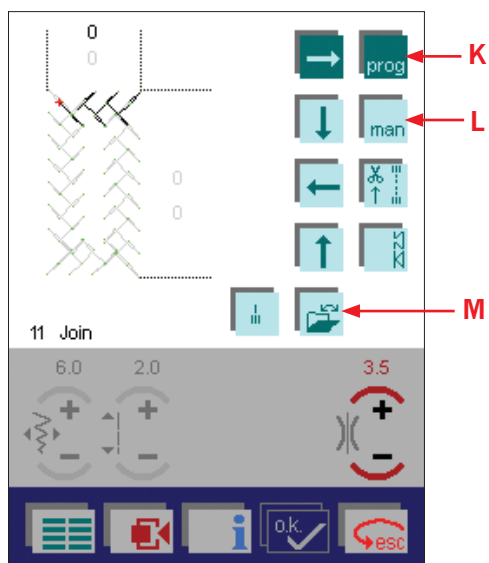 0
0
prog
K
man
L
0
0
M
11 Join
6.0 2.0 3.5
+ + +
− − −
i o.k. esc